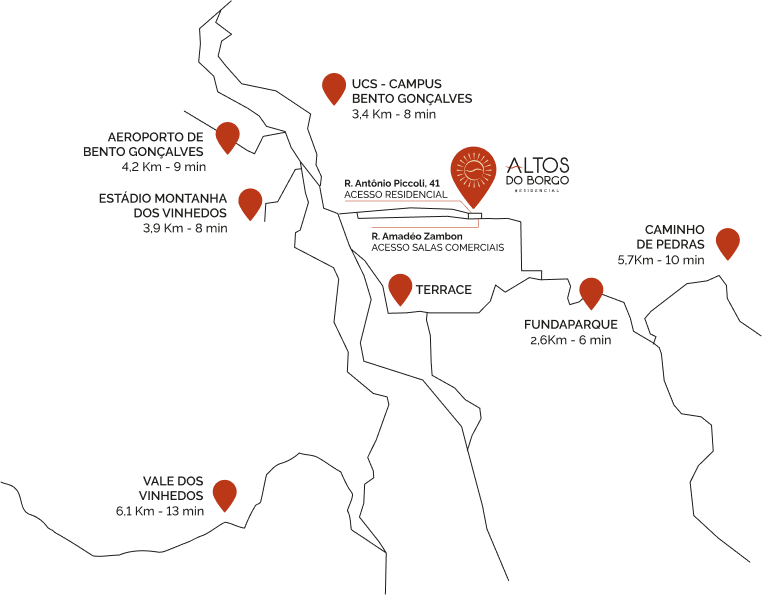 UCS - CAMPUS
BENTO GONÇALVES
3,4 Km - 8 min
AEROPORTO DE
BENTO GONÇALVES
4,2 Km - 9 min
ESTÁDIO MONTANHA
DOS VINHEDOS
3,9 Km - 8 min
R. Antônio Piccoli, 41
ACESSO RESIDENCIAL
ALTOS
DO BORGO
RESIDENCIAL
R. Amadéo Zambon
ACESSO SALAS COMERCIAIS
CAMINHO
DE PEDRAS
5,7Km - 10 min
TERRACE
FUNDAPARQUE
2,6Km - 6 min
VALE DOS
VINHEDOS
6,1 Km - 13 min